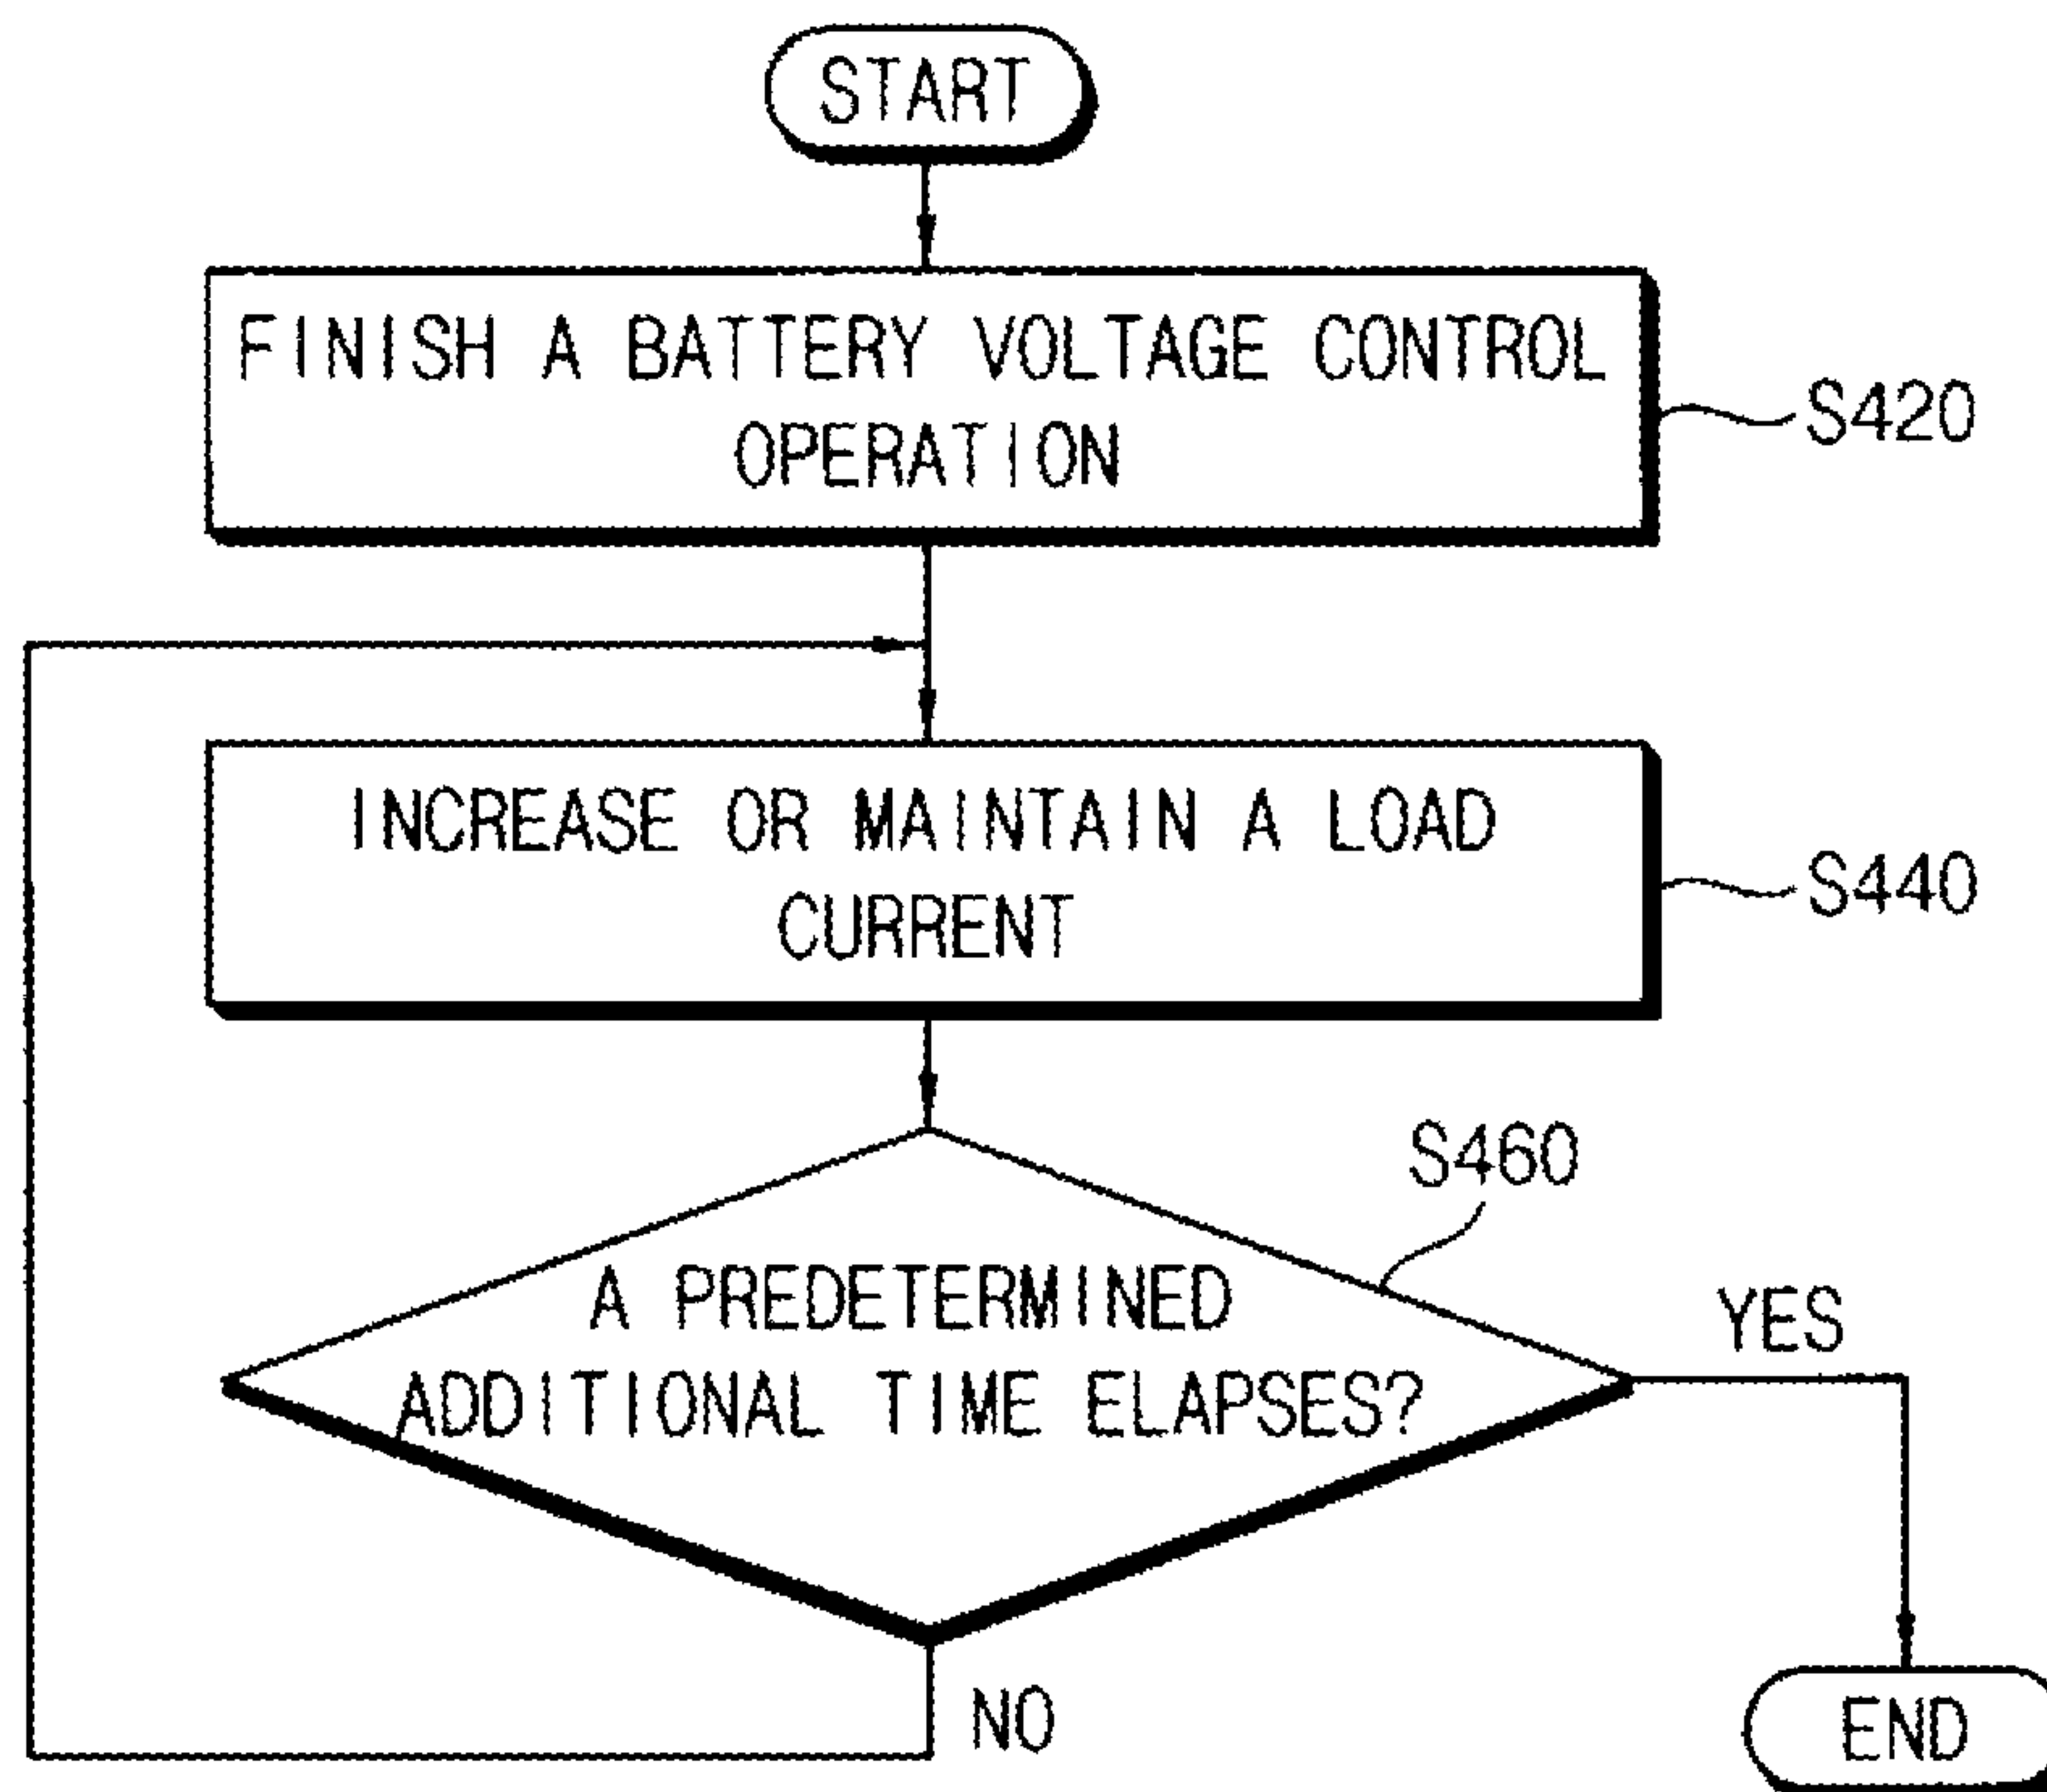 START
FINISH A BATTERY VOLTAGE CONTROL
OPERATION
S420
INCREASE OR MAINTAIN A LOAD
CURRENT
S440
S460
A PREDETERMINED
ADDITIONAL TIME ELAPSES?
YES
NO
END